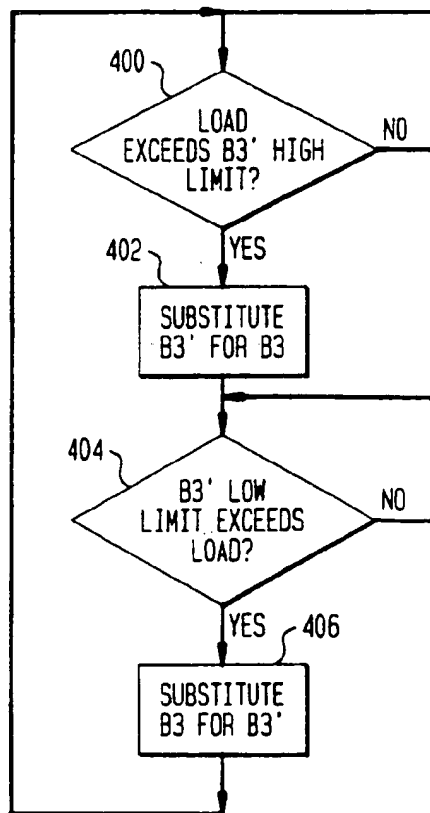 400
LOAD
EXCEEDS B3' HIGH
LIMIT?
NO
YES
402
SUBSTITUTE
B3' FOR B3
404
B3' LOW
LIMIT EXCEEDS
LOAD?
NO
YES
406
SUBSTITUTE
B3 FOR B3'